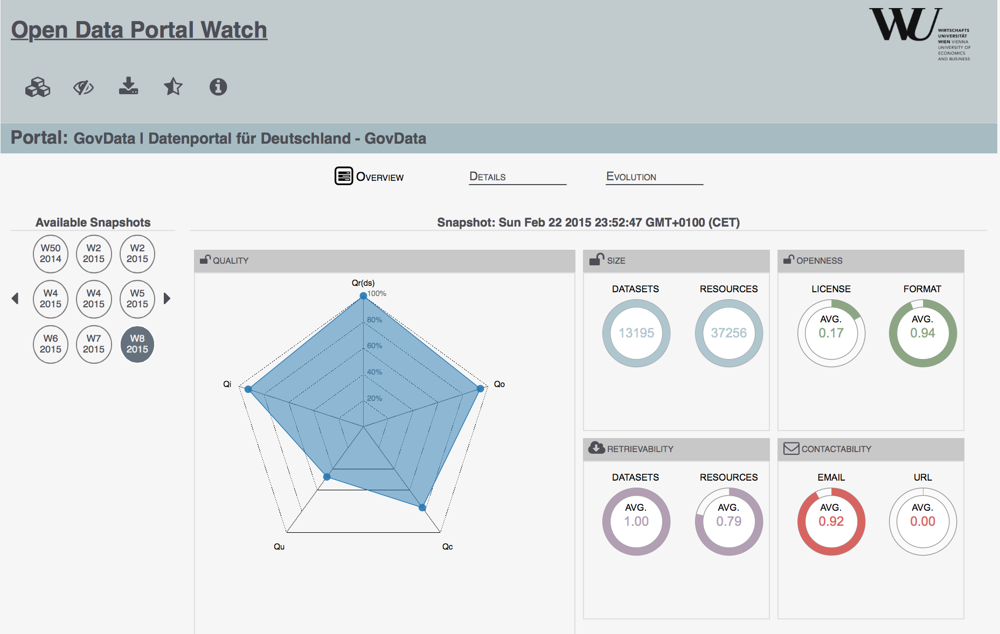 Open Data Portal Watch
WU
WIRTSCHAFTS
UNIVERSITÄT
WIEN VIENNA
UNIVERSITY OF
ECONOMICS
AND BUSINESS
Portal: GovData | Datenportal für Deutschland - GovData
OVERVIEW
DETAILS
EVOLUTION
Available Snapshots
W50
2014
W2
2015
W2
2015
W4
2015
W4
2015
W5
2015
W6
2015
W7
2015
W8
2015
Snapshot: Sun Feb 22 2015 23:52:47 GMT+0100 (CET)
QUALITY
Qr(ds)
100%
80%
60%
40%
20%
Qi
Qo
Qu
Qc
SIZE
DATASETS
13195
RESOURCES
37256
OPENNESS
LICENSE
AVG.
0.17
FORMAT
AVG.
0.94
RETRIEVABILITY
DATASETS
AVG.
1.00
RESOURCES
AVG.
0.79
CONTACTABILITY
EMAIL
AVG.
0.92
URL
AVG.
0.00